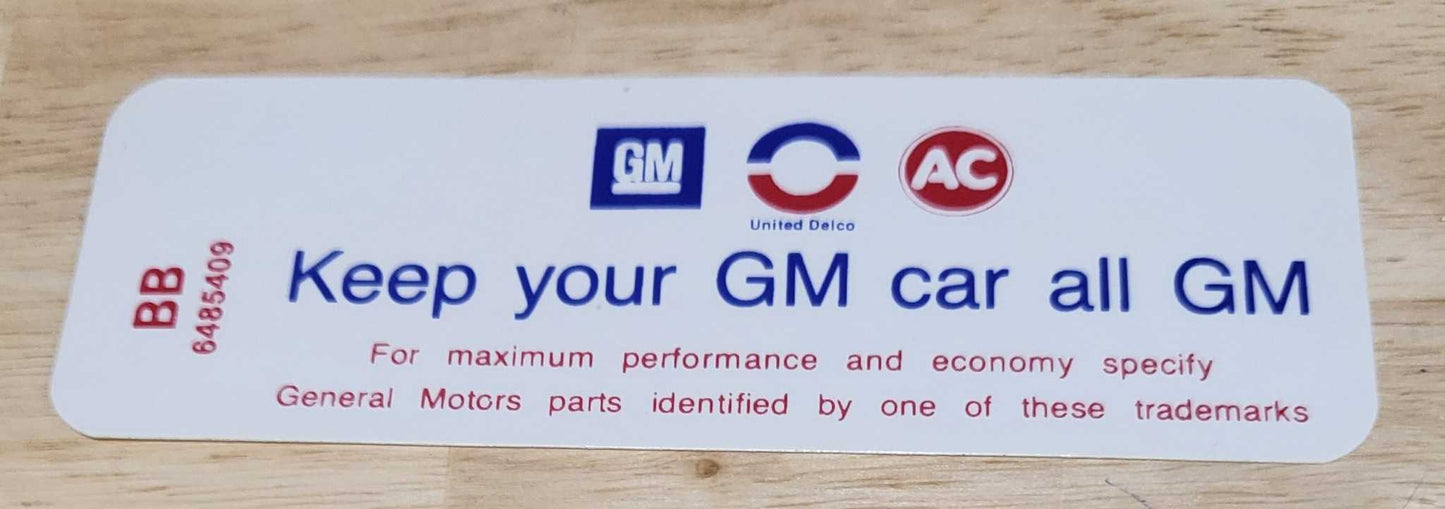 GM
AC
United Delco
BB
6485409
Keep your GM car all GM
For maximum performance and economy specify
General Motors parts identified by one of these trademarks